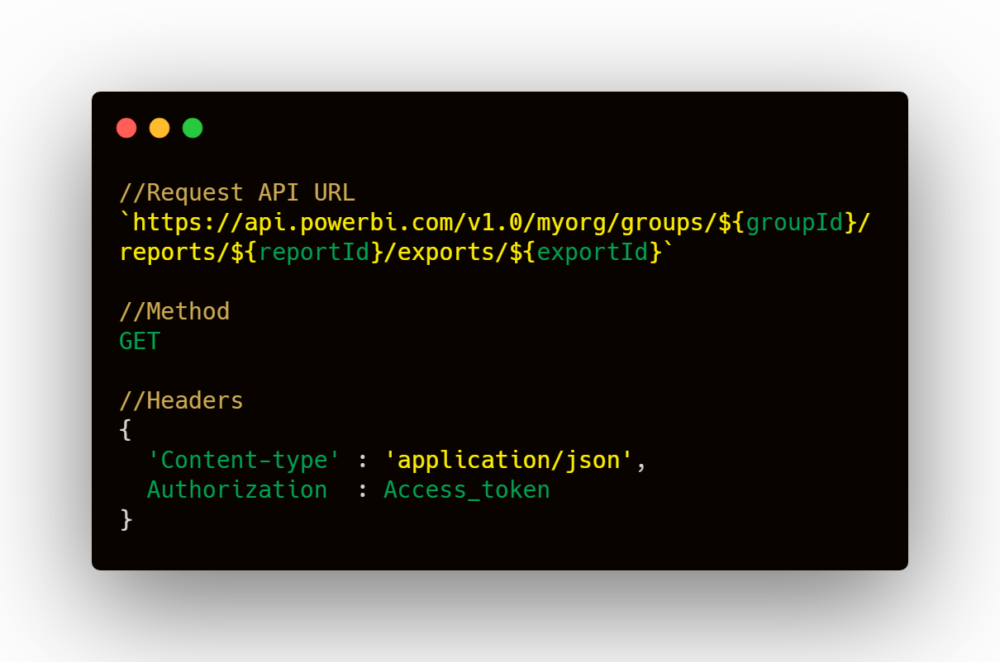 //Request API URL
`https://api.powerbi.com/v1.0/myorg/groups/${groupId}/
reports/${reportId}/exports/${exportId}`
//Method
GET
//Headers
{
  'Content-type' : 'application/json',
  Authorization  : Access_token
}